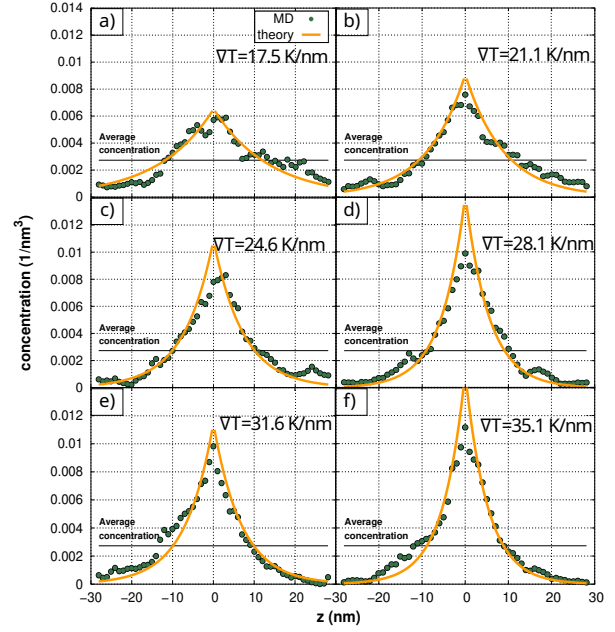 a)
MD
theory
∇T=17.5 K/nm
Average
concentration
b)
∇T=21.1 K/nm
Average
concentration
0.014
0.012
0.01
0.008
0.006
0.004
0.002
0
c)
∇T=24.6 K/nm
Average
concentration
d)
∇T=28.1 K/nm
Average
concentration
0.012
0.01
0.008
0.006
0.004
0.002
0
e)
∇T=31.6 K/nm
Average
concentration
f)
∇T=35.1 K/nm
Average
concentration
0.012
0.01
0.008
0.006
0.004
0.002
0
−30 −20 −10 0 10 20 −30 −20 −10 0 10 20 30
z (nm)
concentration (1/nm³)